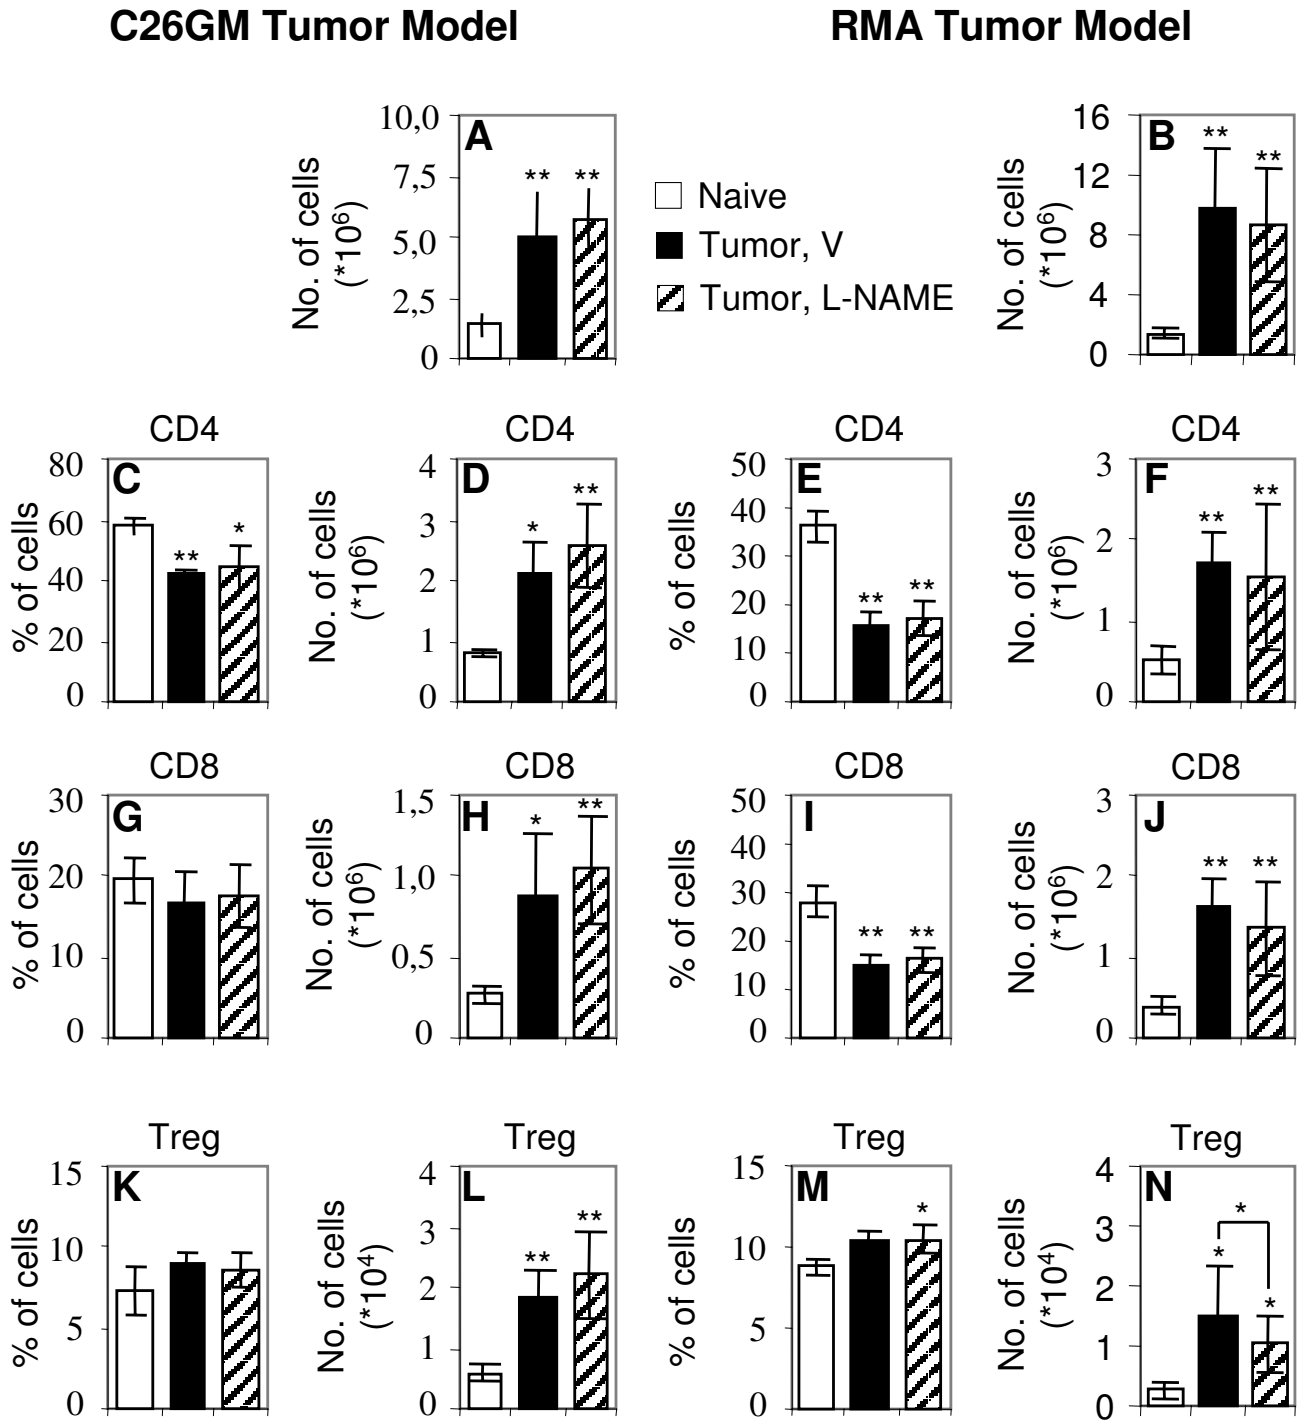 C26GM Tumor Model
RMA Tumor Model
A
No. of cells
(*10⁶)
10,0
7,5
5,0
2,5
0
** **
Naive
Tumor, V
Tumor, L-NAME
B
No. of cells
(*10⁶)
16
12
8
4
0
** **
CD4
C
% of cells
80
60
40
20
0
** *
CD4
D
No. of cells
(*10⁶)
4
3
2
1
0
* **
CD4
E
% of cells
50
40
30
20
10
0
** **
CD4
F
No. of cells
(*10⁶)
3
2
1
0
** **
CD8
G
% of cells
30
20
10
0
CD8
H
No. of cells
(*10⁶)
1,5
1,0
0,5
0
* **
CD8
I
% of cells
50
40
30
20
10
0
** **
CD8
J
No. of cells
(*10⁶)
3
2
1
0
** **
Treg
K
% of cells
15
10
5
0
Treg
L
No. of cells
(*10⁴)
4
3
2
1
0
** **
Treg
M
% of cells
15
10
5
0
*
Treg
N
No. of cells
(*10⁴)
4
3
2
1
0
*
* *